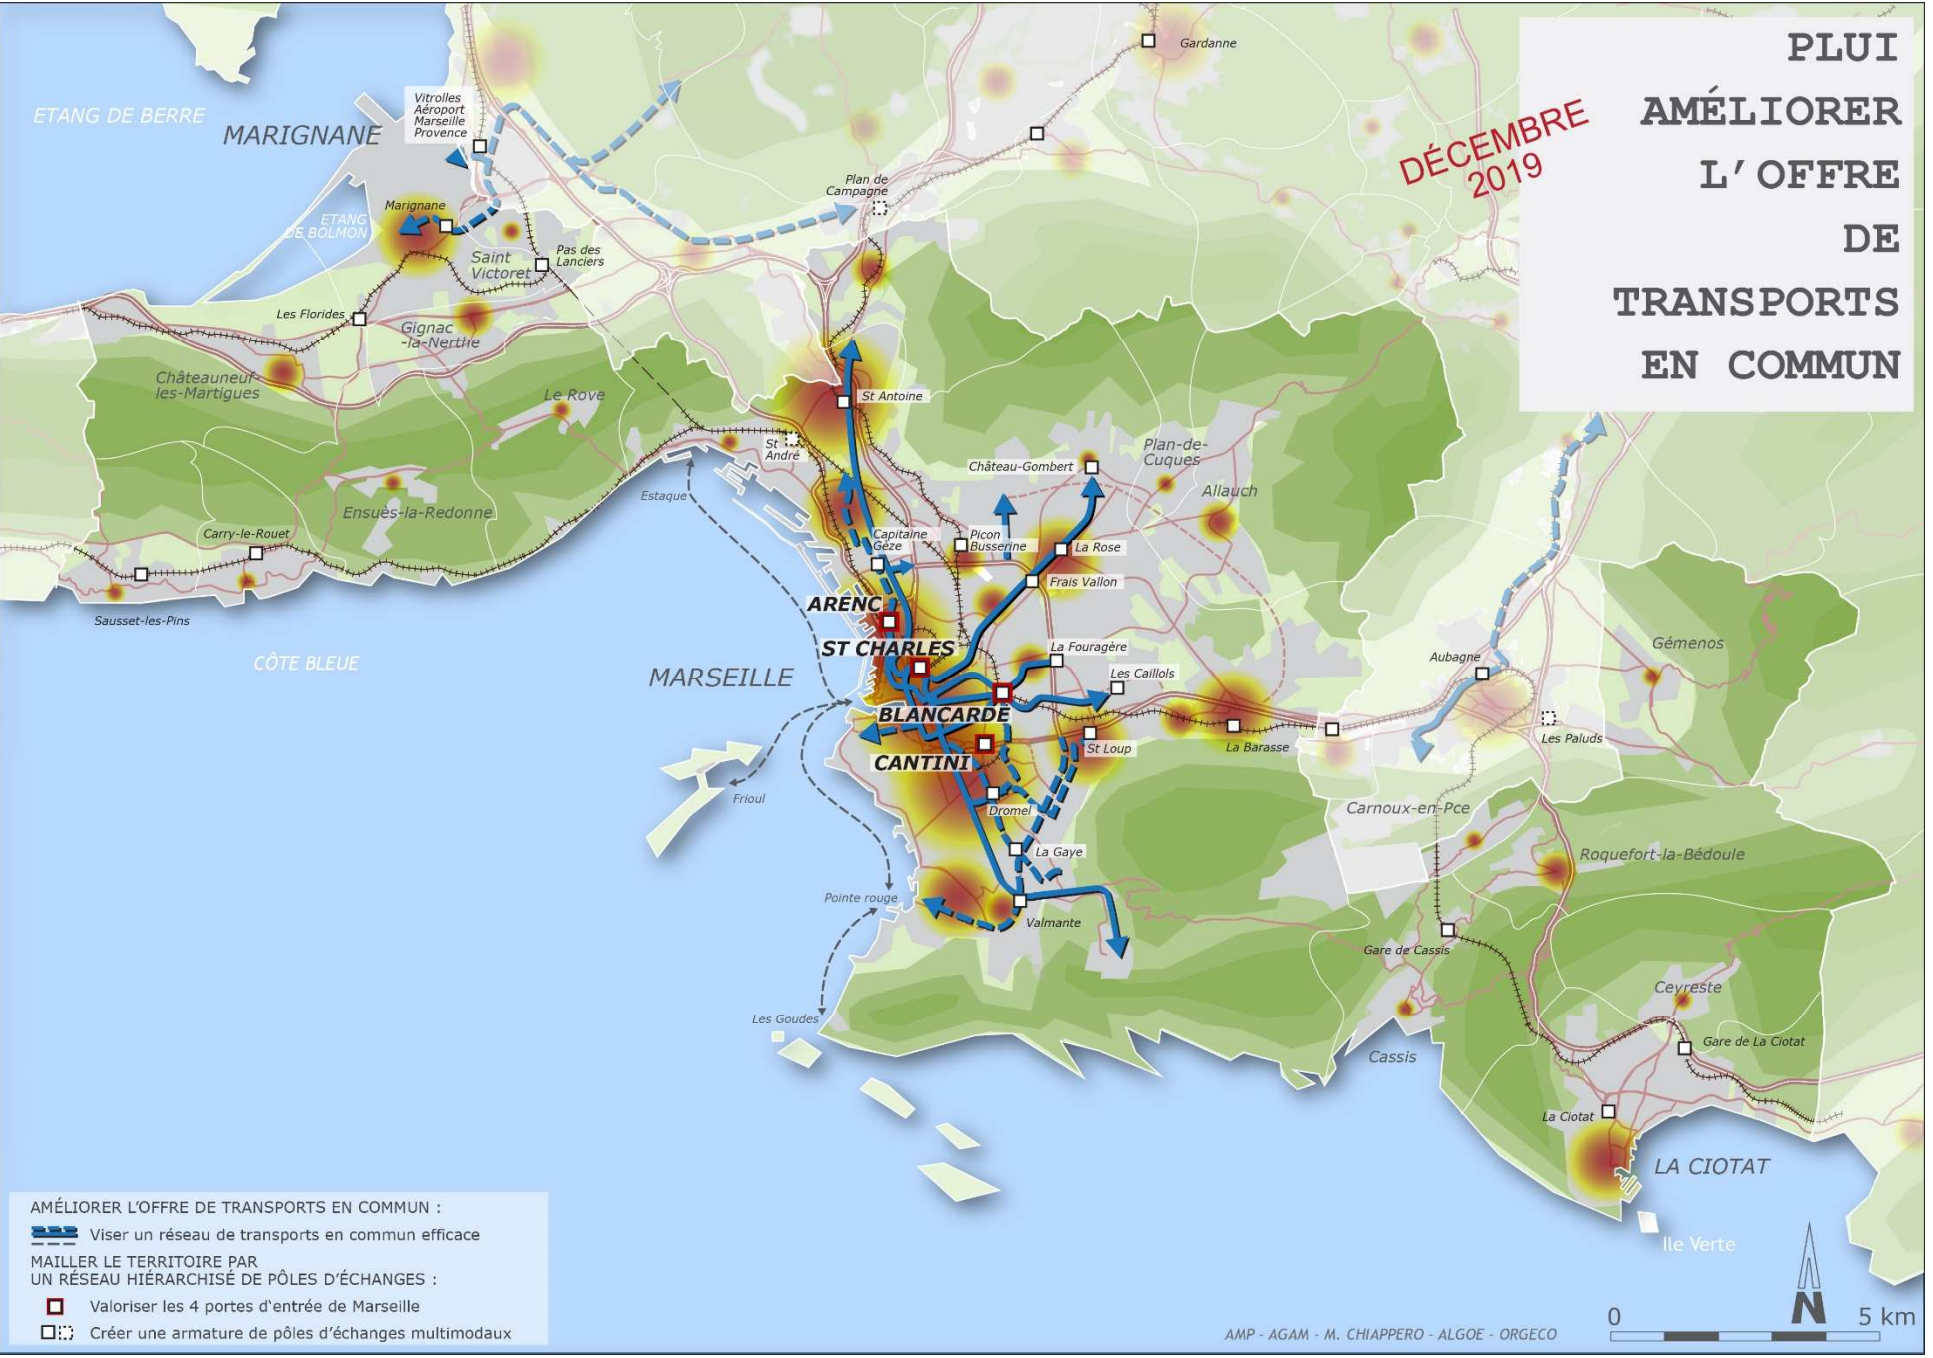 PLUI
AMÉLIORER
L'OFFRE
DE
TRANSPORTS
EN COMMUN
DÉCEMBRE
2019
Gardanne
ETANG DE BERRE
MARIGNANE
Vitrolles
Aéroport
Marseille
Provence
Plan de
Campagne
Marignane
ETANG
DE BOLMON
Saint
Victoret
Pas des
Lanciers
Les Florides
Gignac
-la-Nerthe
Châteauneuf-
les-Martigues
Le Rove
St Antoine
St
André
Château-Gombert
Plan-de-
Cuques
Allauch
Estaque
Ensuès-la-Redonne
Carry-le-Rouet
Capitaine
Gèze
Picon
Busserine
La Rose
Frais Vallon
Sausset-les-Pins
ARENC
ST CHARLES
La Fouragère
Les Caillols
CÔTE BLEUE
MARSEILLE
BLANCARDE
CANTINI
St Loup
La Barasse
Aubagne
Gémenos
Les Paluds
Frioul
Dromel
Carnoux-en-Pce
La Gaye
Roquefort-la-Bédoule
Pointe rouge
Valmante
Gare de Cassis
Ceyreste
Les Goudes
Cassis
Gare de La Ciotat
La Ciotat
LA CIOTAT
Ile Verte
AMÉLIORER L'OFFRE DE TRANSPORTS EN COMMUN :
Viser un réseau de transports en commun efficace
MAILLER LE TERRITOIRE PAR
UN RÉSEAU HIÉRARCHISÉ DE PÔLES D'ÉCHANGES :
Valoriser les 4 portes d'entrée de Marseille
Créer une armature de pôles d'échanges multimodaux
AMP - AGAM - M. CHIAPPERO - ALGOE - ORGECO
N
0
5 km